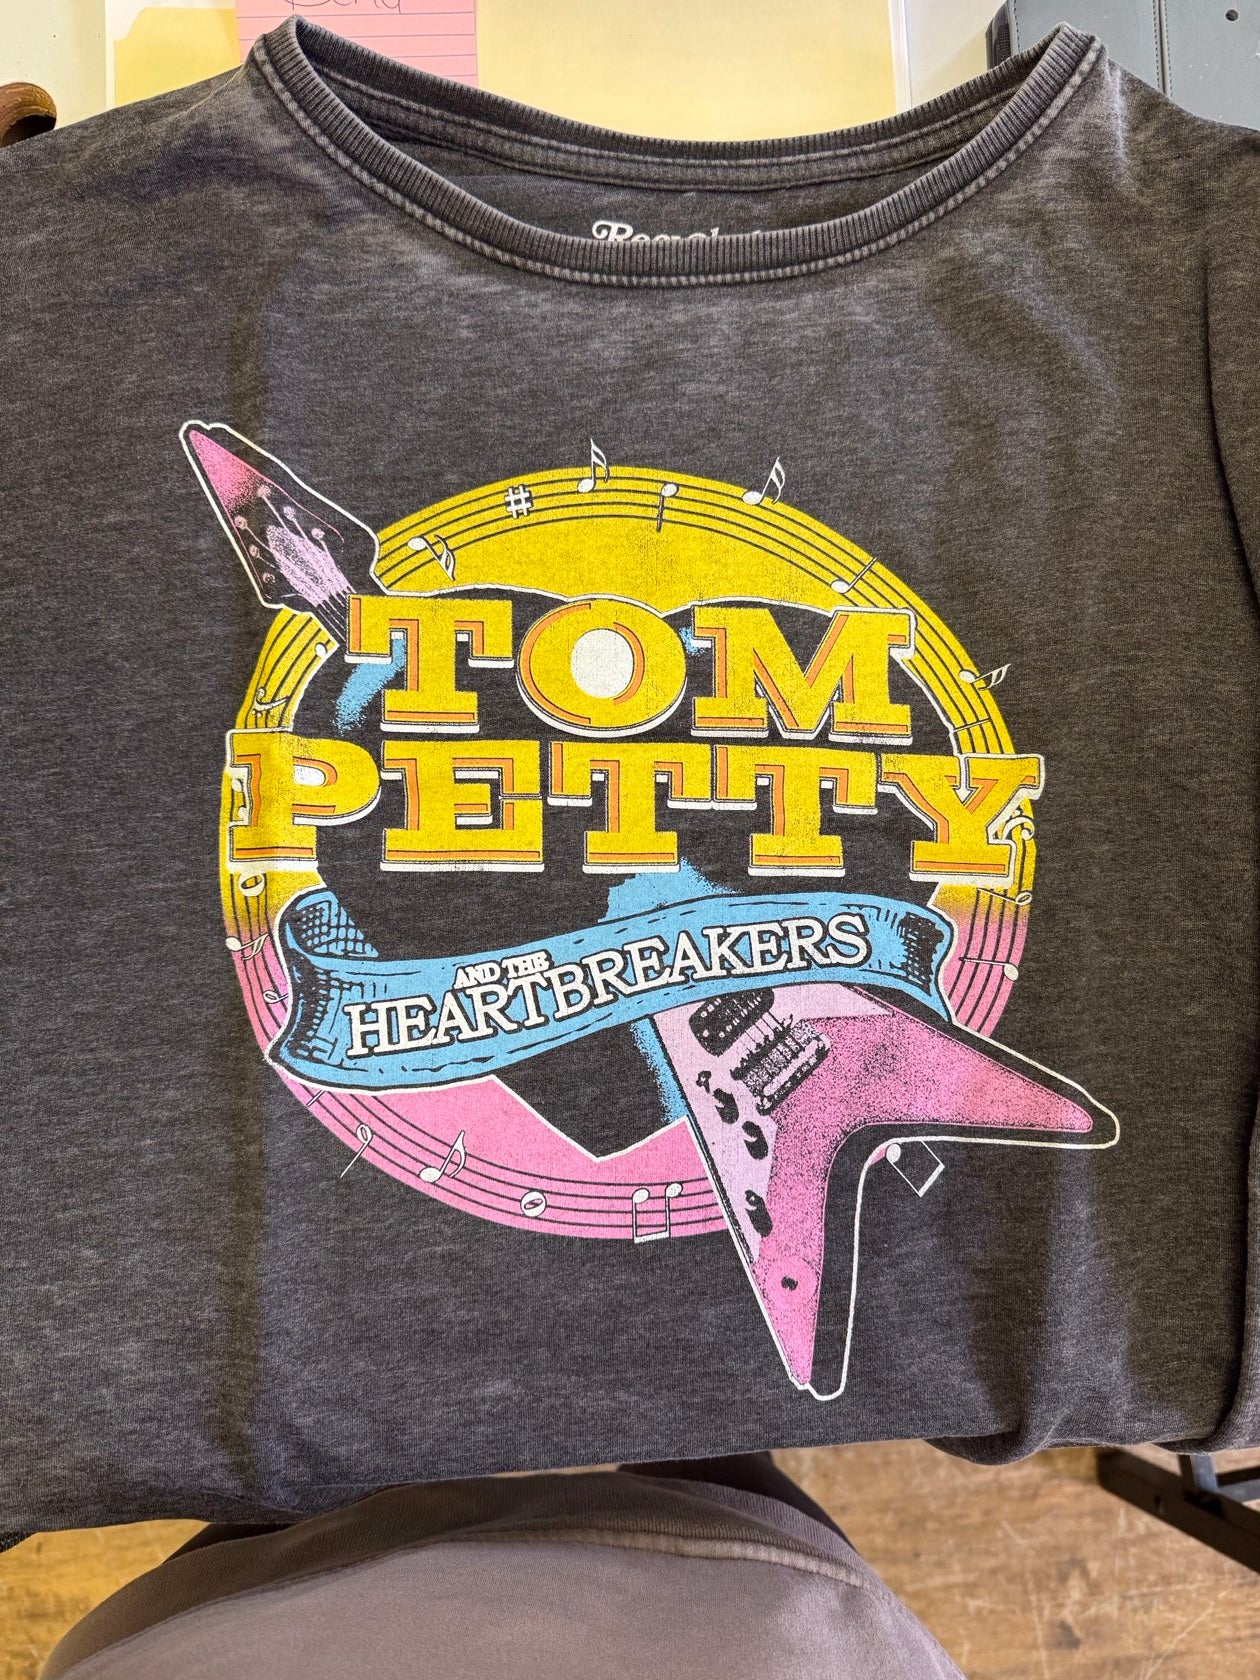 TOM
PETTY
AND THE
HEARTBREAKERS